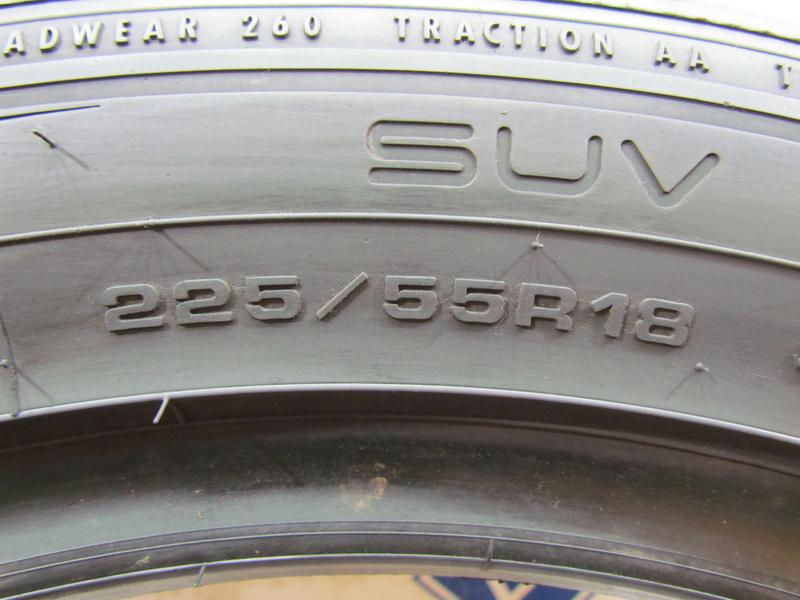 ADWEAR 260 TRACTION AA T
SUV
225/55R18